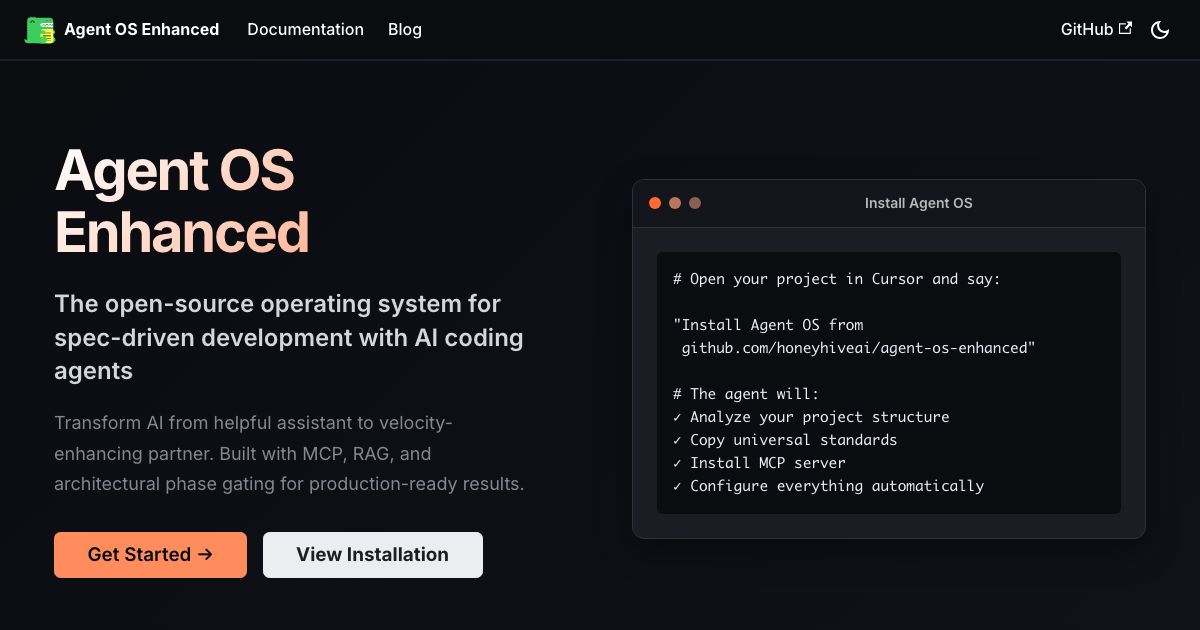 Agent OS Enhanced
Documentation
Blog
GitHub
Agent OS
Enhanced
The open-source operating system for
spec-driven development with AI coding
agents
Transform AI from helpful assistant to velocity-
enhancing partner. Built with MCP, RAG, and
architectural phase gating for production-ready results.
Get Started →
View Installation
Install Agent OS
# Open your project in Cursor and say:
"Install Agent OS from
github.com/honeyhiveai/agent-os-enhanced"
# The agent will:
✓ Analyze your project structure
✓ Copy universal standards
✓ Install MCP server
✓ Configure everything automatically